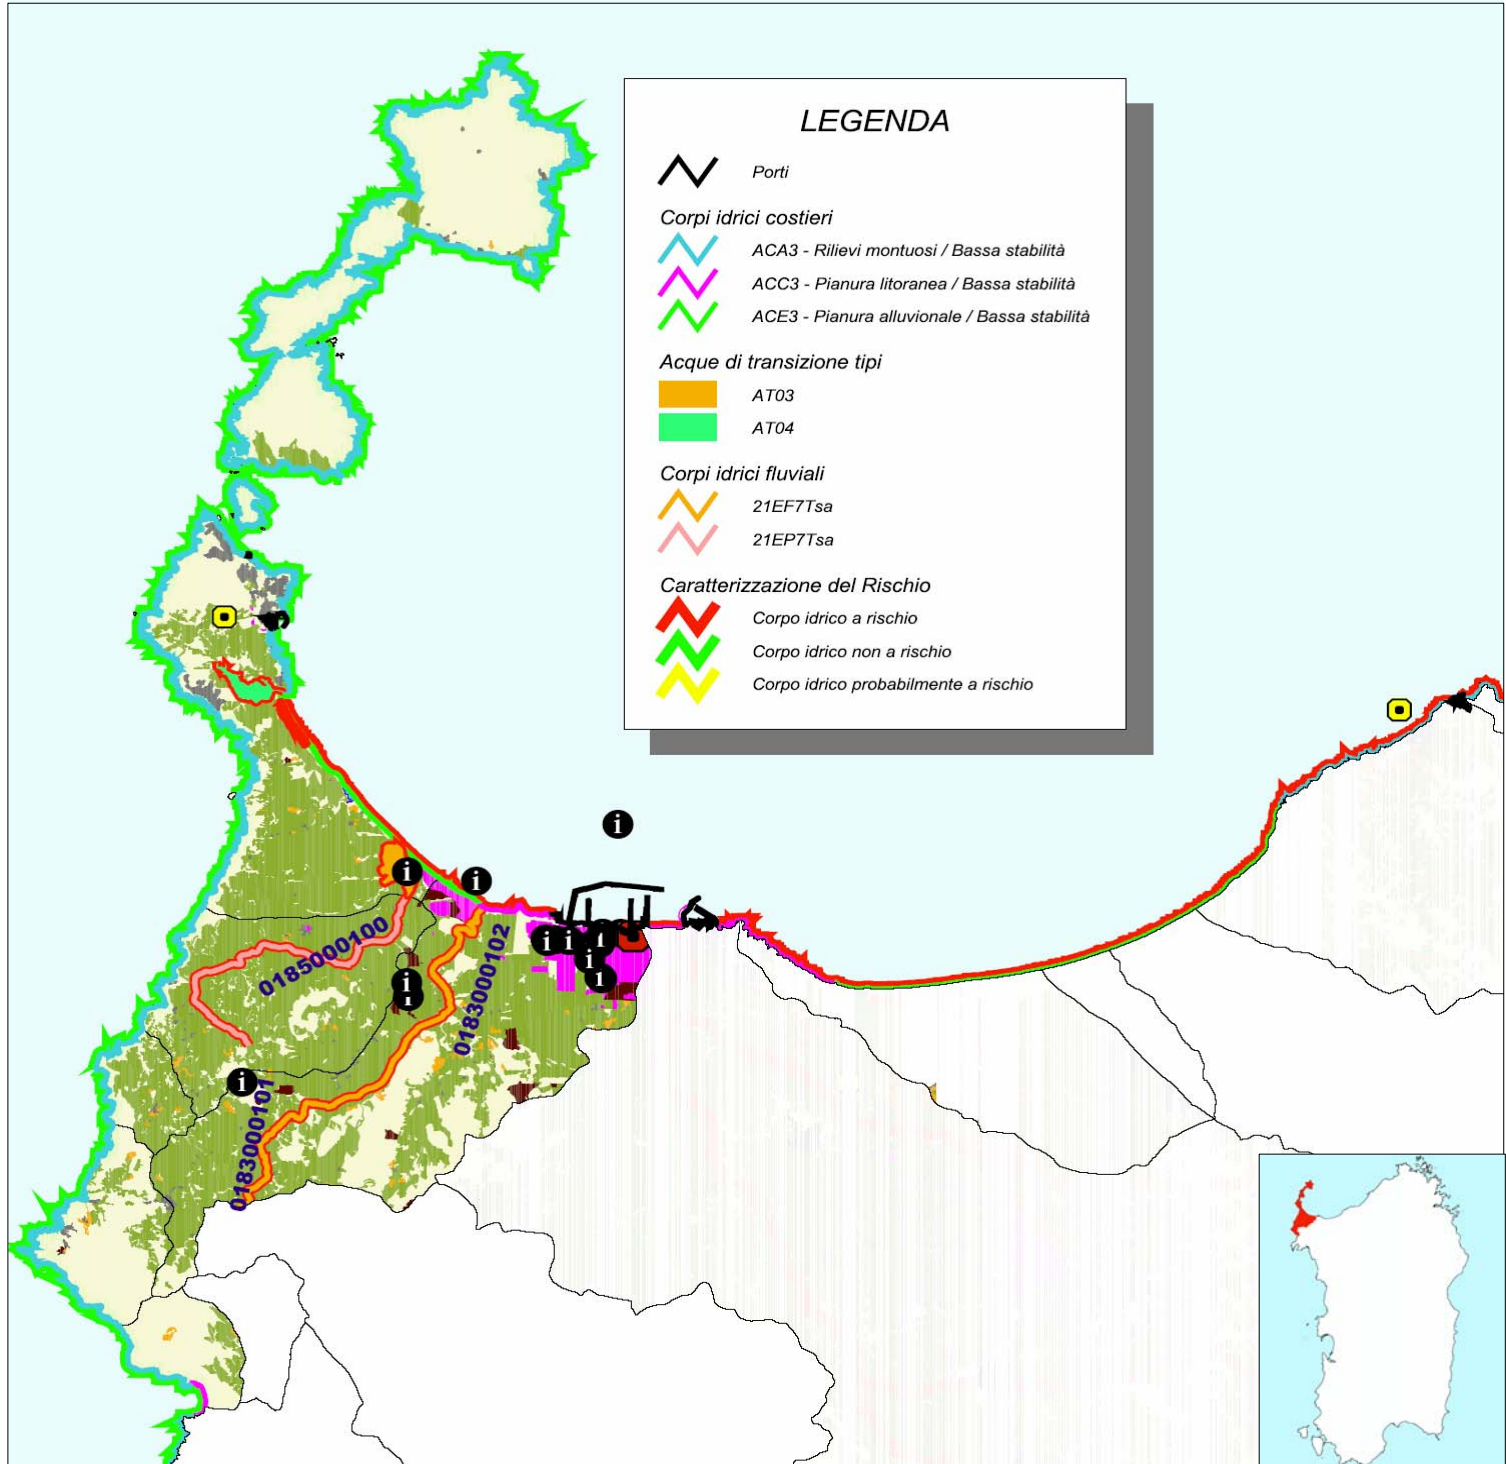 LEGENDA
Porti
Corpi idrici costieri
ACA3 - Rilievi montuosi / Bassa stabilità
ACC3 - Pianura litoranea / Bassa stabilità
ACE3 - Pianura alluvionale / Bassa stabilità
Acque di transizione tipi
AT03
AT04
Corpi idrici fluviali
21EF7Tsa
21EP7Tsa
Caratterizzazione del Rischio
Corpo idrico a rischio
Corpo idrico non a rischio
Corpo idrico probabilmente a rischio
i
i
i
i
i
i
i
i
i
i
i
0185000100
0183000102
0183000101